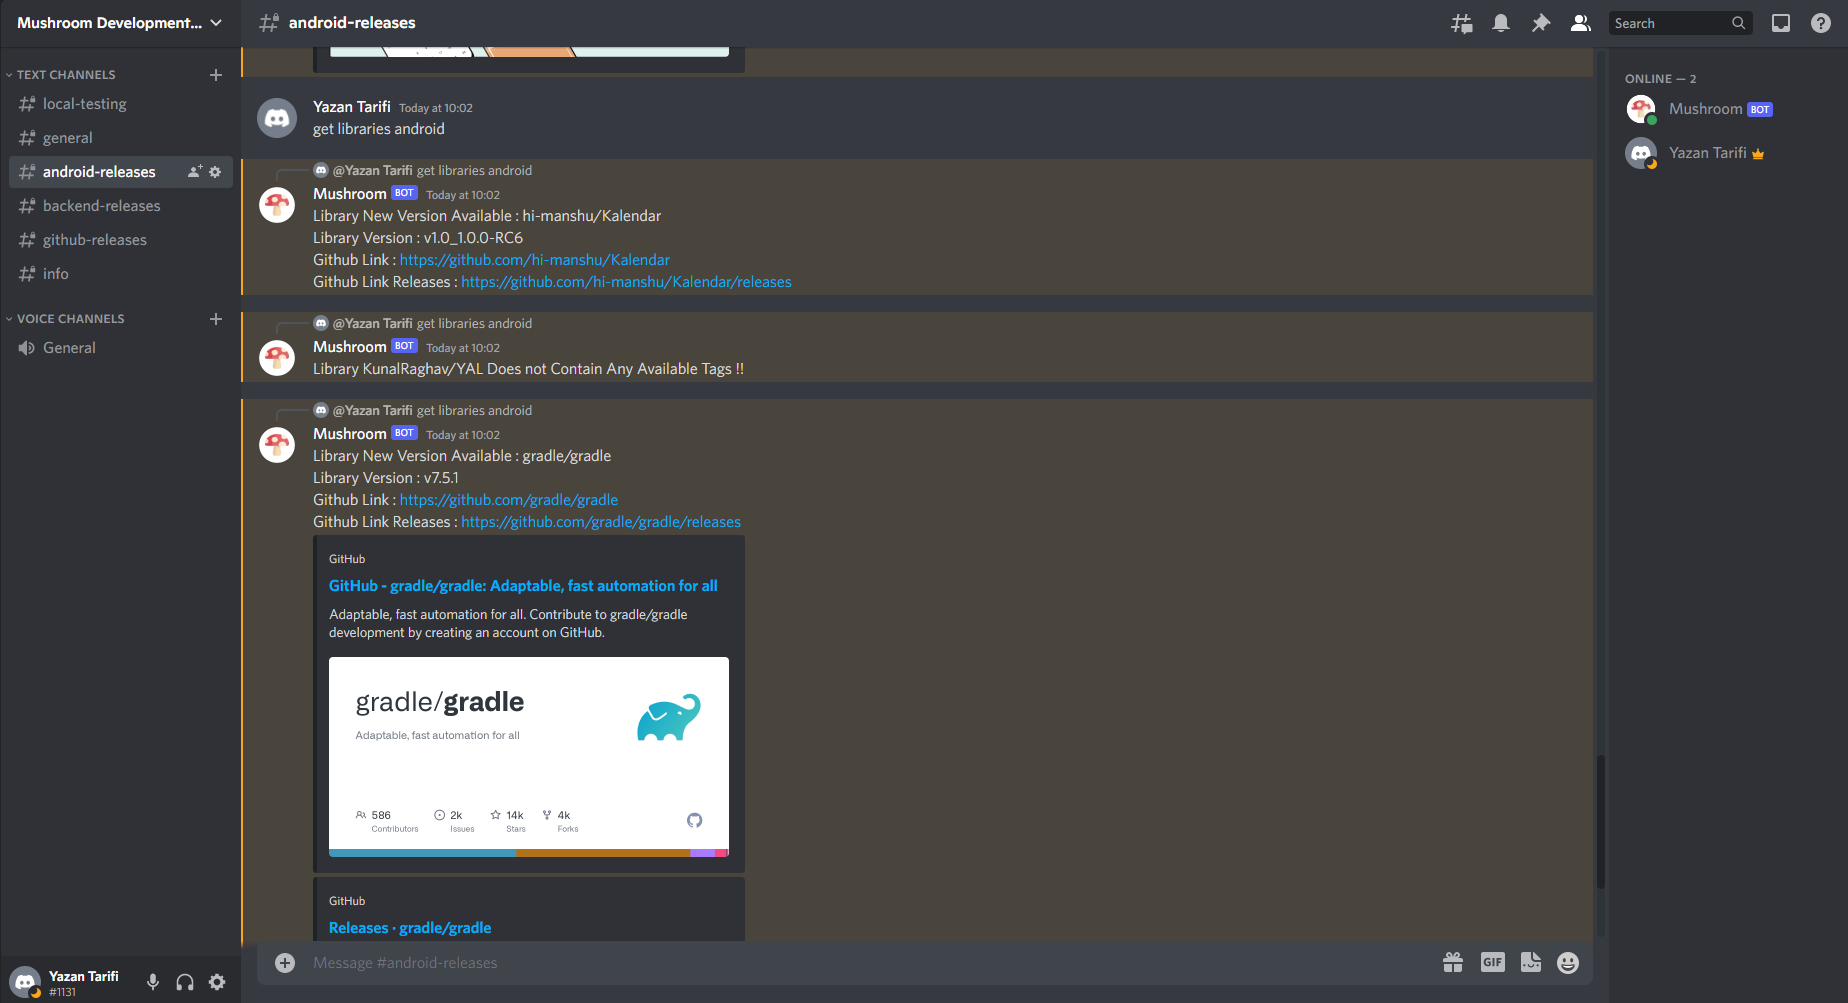 Mushroom Development...
TEXT CHANNELS
local-testing
general
android-releases
backend-releases
github-releases
info
VOICE CHANNELS
General
Yazan Tarifi
#1131
android-releases
Search
Yazan Tarifi Today at 10:02
get libraries android
@Yazan Tarifi get libraries android
Mushroom BOT Today at 10:02
Library New Version Available : hi-manshu/Kalendar
Library Version : v1.0_1.0.0-RC6
Github Link : https://github.com/hi-manshu/Kalendar
Github Link Releases : https://github.com/hi-manshu/Kalendar/releases
@Yazan Tarifi get libraries android
Mushroom BOT Today at 10:02
Library KunalRaghav/YAL Does not Contain Any Available Tags !!
@Yazan Tarifi get libraries android
Mushroom BOT Today at 10:02
Library New Version Available : gradle/gradle
Library Version : v7.5.1
Github Link : https://github.com/gradle/gradle
Github Link Releases : https://github.com/gradle/gradle/releases
GitHub
GitHub - gradle/gradle: Adaptable, fast automation for all
Adaptable, fast automation for all. Contribute to gradle/gradle
development by creating an account on GitHub.
gradle/gradle
Adaptable, fast automation for all
586 2k 14k 4k
Contributors Issues Stars Forks
GitHub
Releases · gradle/gradle
Message #android-releases
GIF
ONLINE — 2
Mushroom BOT
Yazan Tarifi